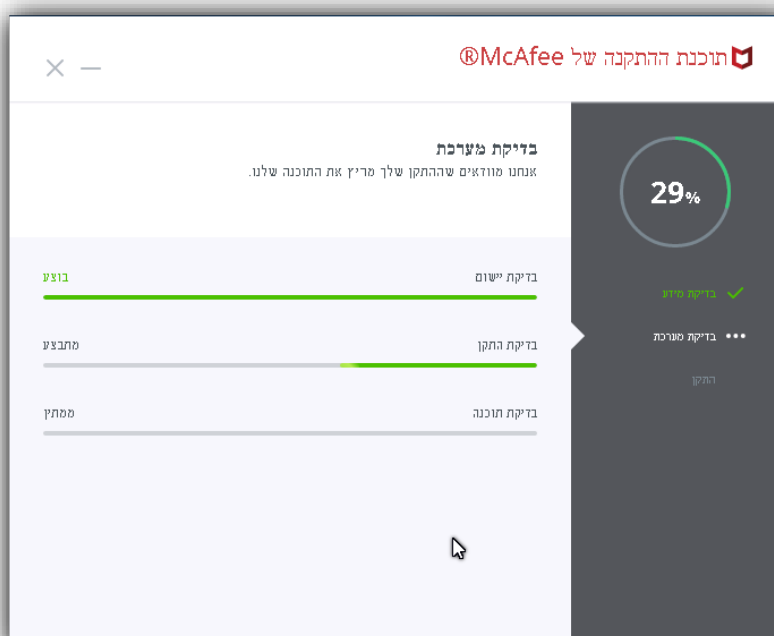 תוכנת ההתקנה של McAfee®
בדיקת מערכת
אנחנו מוודאים שההתקן שלך מריץ את התוכנה שלנו.
29%
בדיקת מידע
בדיקת מערכת
התקן
בדיקת יישום בוצע
בדיקת התקן מתבצע
בדיקת תוכנה ממתין